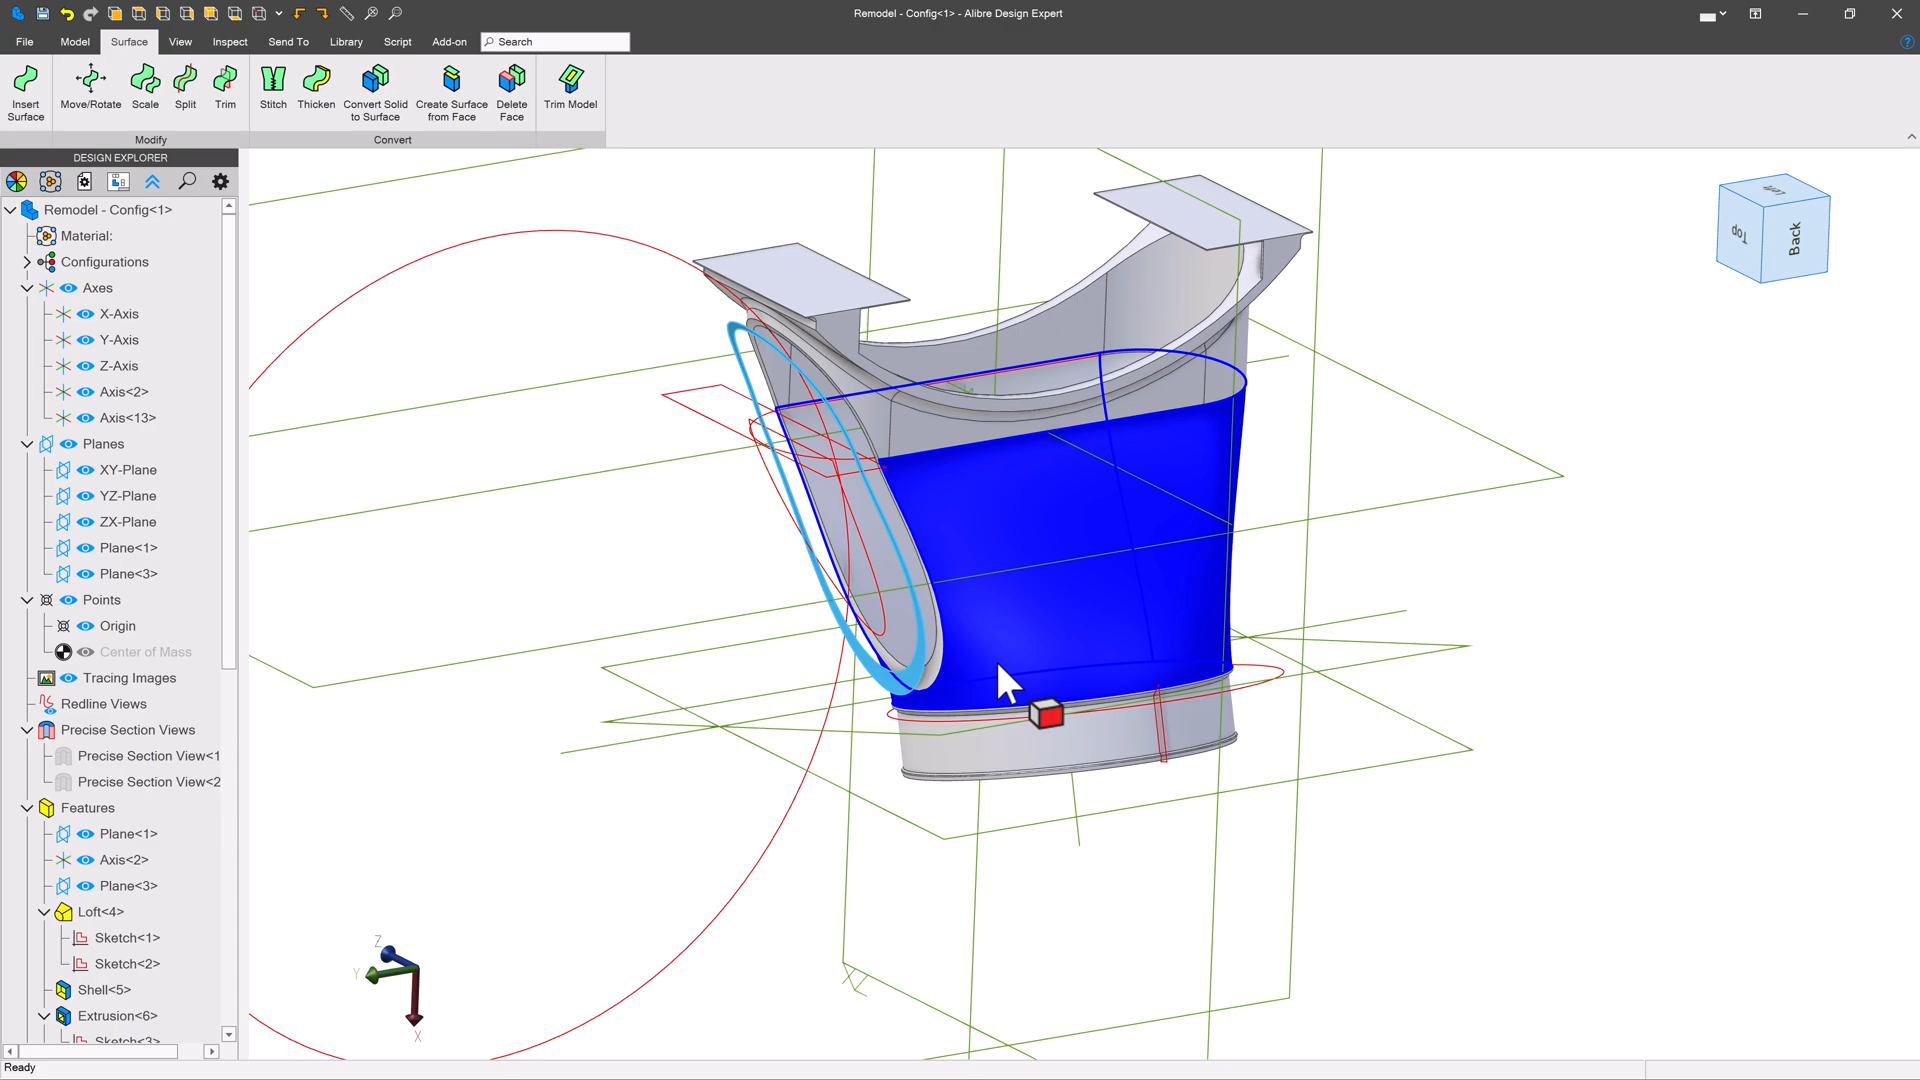 Remodel - Config<1> - Alibre Design Expert
File Model Surface View Inspect Send To Library Script Add-on Search
Insert Surface
Move/Rotate
Scale
Split
Trim
Stitch
Thicken
Convert Solid to Surface
Create Surface from Face
Delete Face
Trim Model
Modify
Convert
DESIGN EXPLORER
Remodel - Config<1>
Material:
Configurations
Axes
X-Axis
Y-Axis
Z-Axis
Axis<2>
Axis<13>
Planes
XY-Plane
YZ-Plane
ZX-Plane
Plane<1>
Plane<3>
Points
Origin
Center of Mass
Tracing Images
Redline Views
Precise Section Views
Precise Section View<1
Precise Section View<2
Features
Plane<1>
Axis<2>
Plane<3>
Loft<4>
Sketch<1>
Sketch<2>
Shell<5>
Extrusion<6>
Sketch<3>
Left
Top
Back
Z
Y
X
Ready